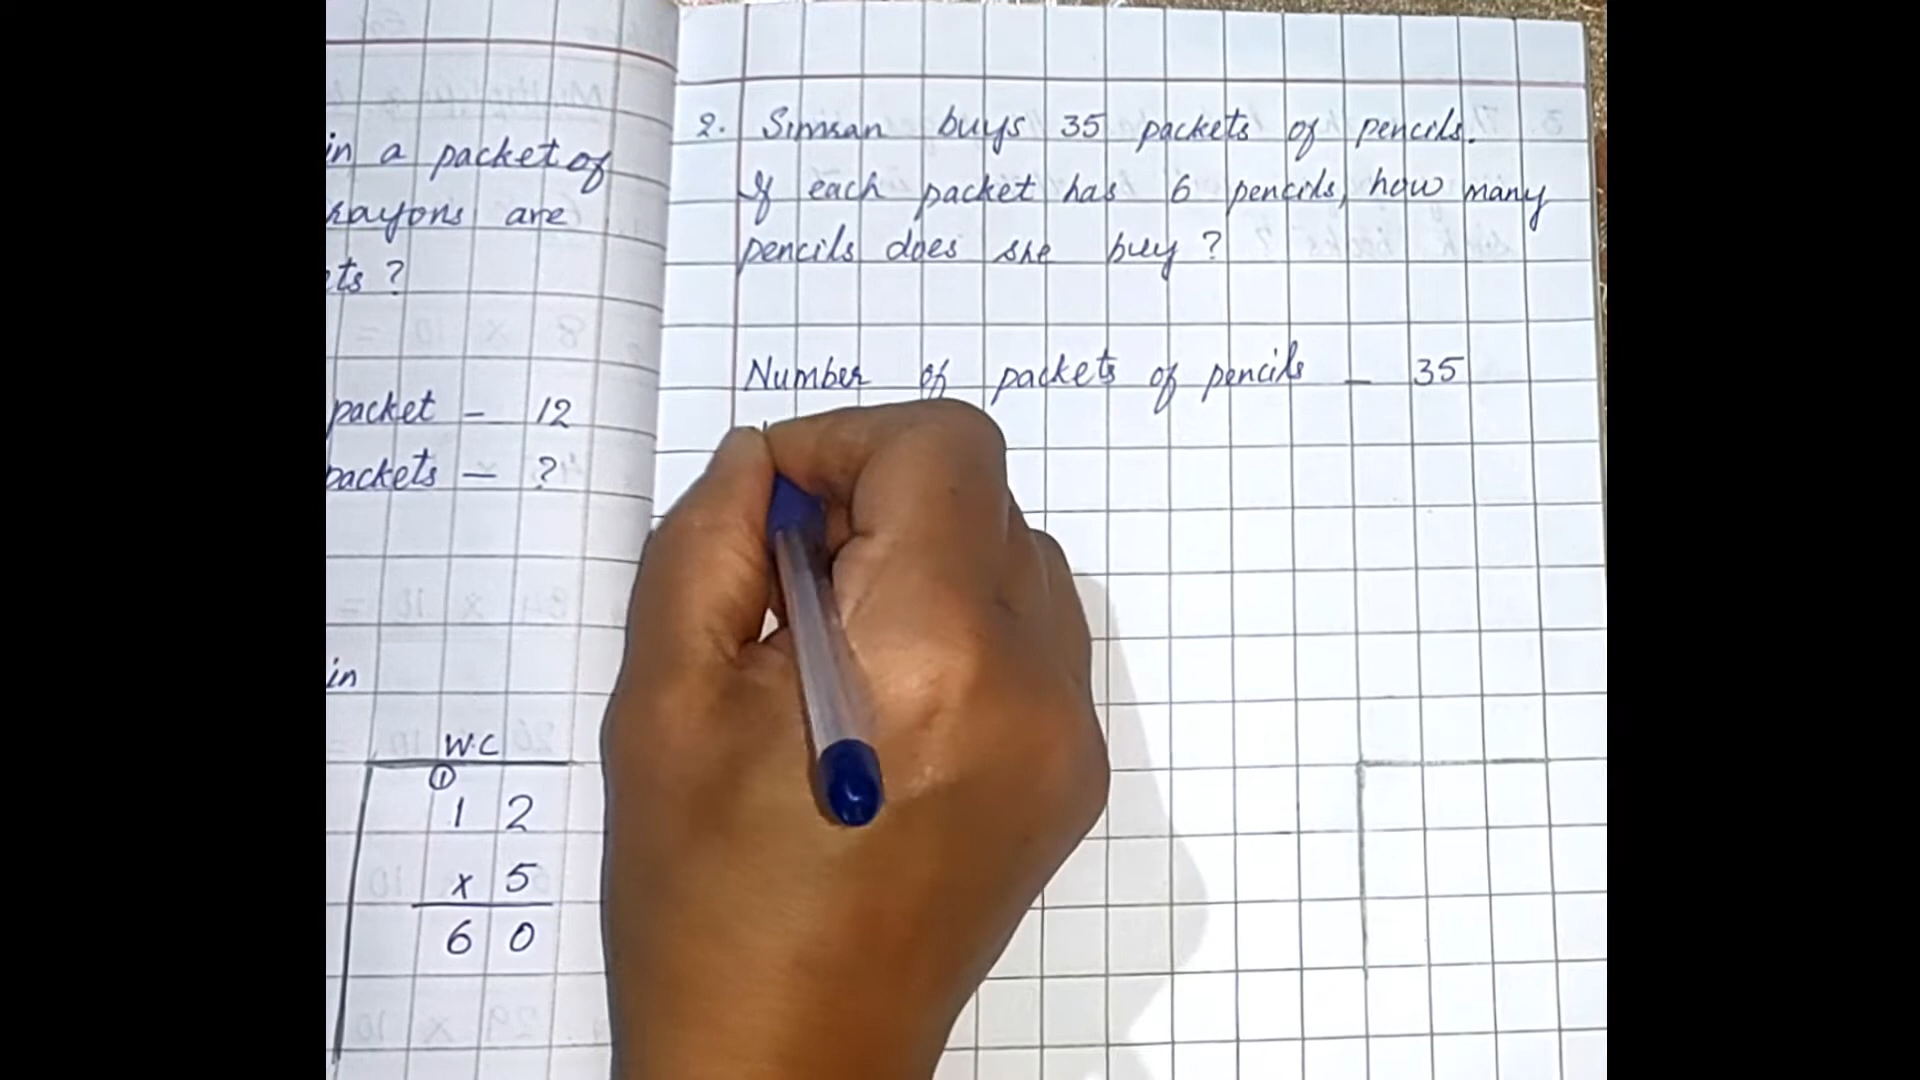 in a packet of
rayons are
ets ?
packet - 12
packets - ?
in
W.C
1
1 2
x 5
6 0
2. Simran buys 35 packets of pencils.
If each packet has 6 pencils, how many
pencils does she buy ?
Number of packets of pencils - 35